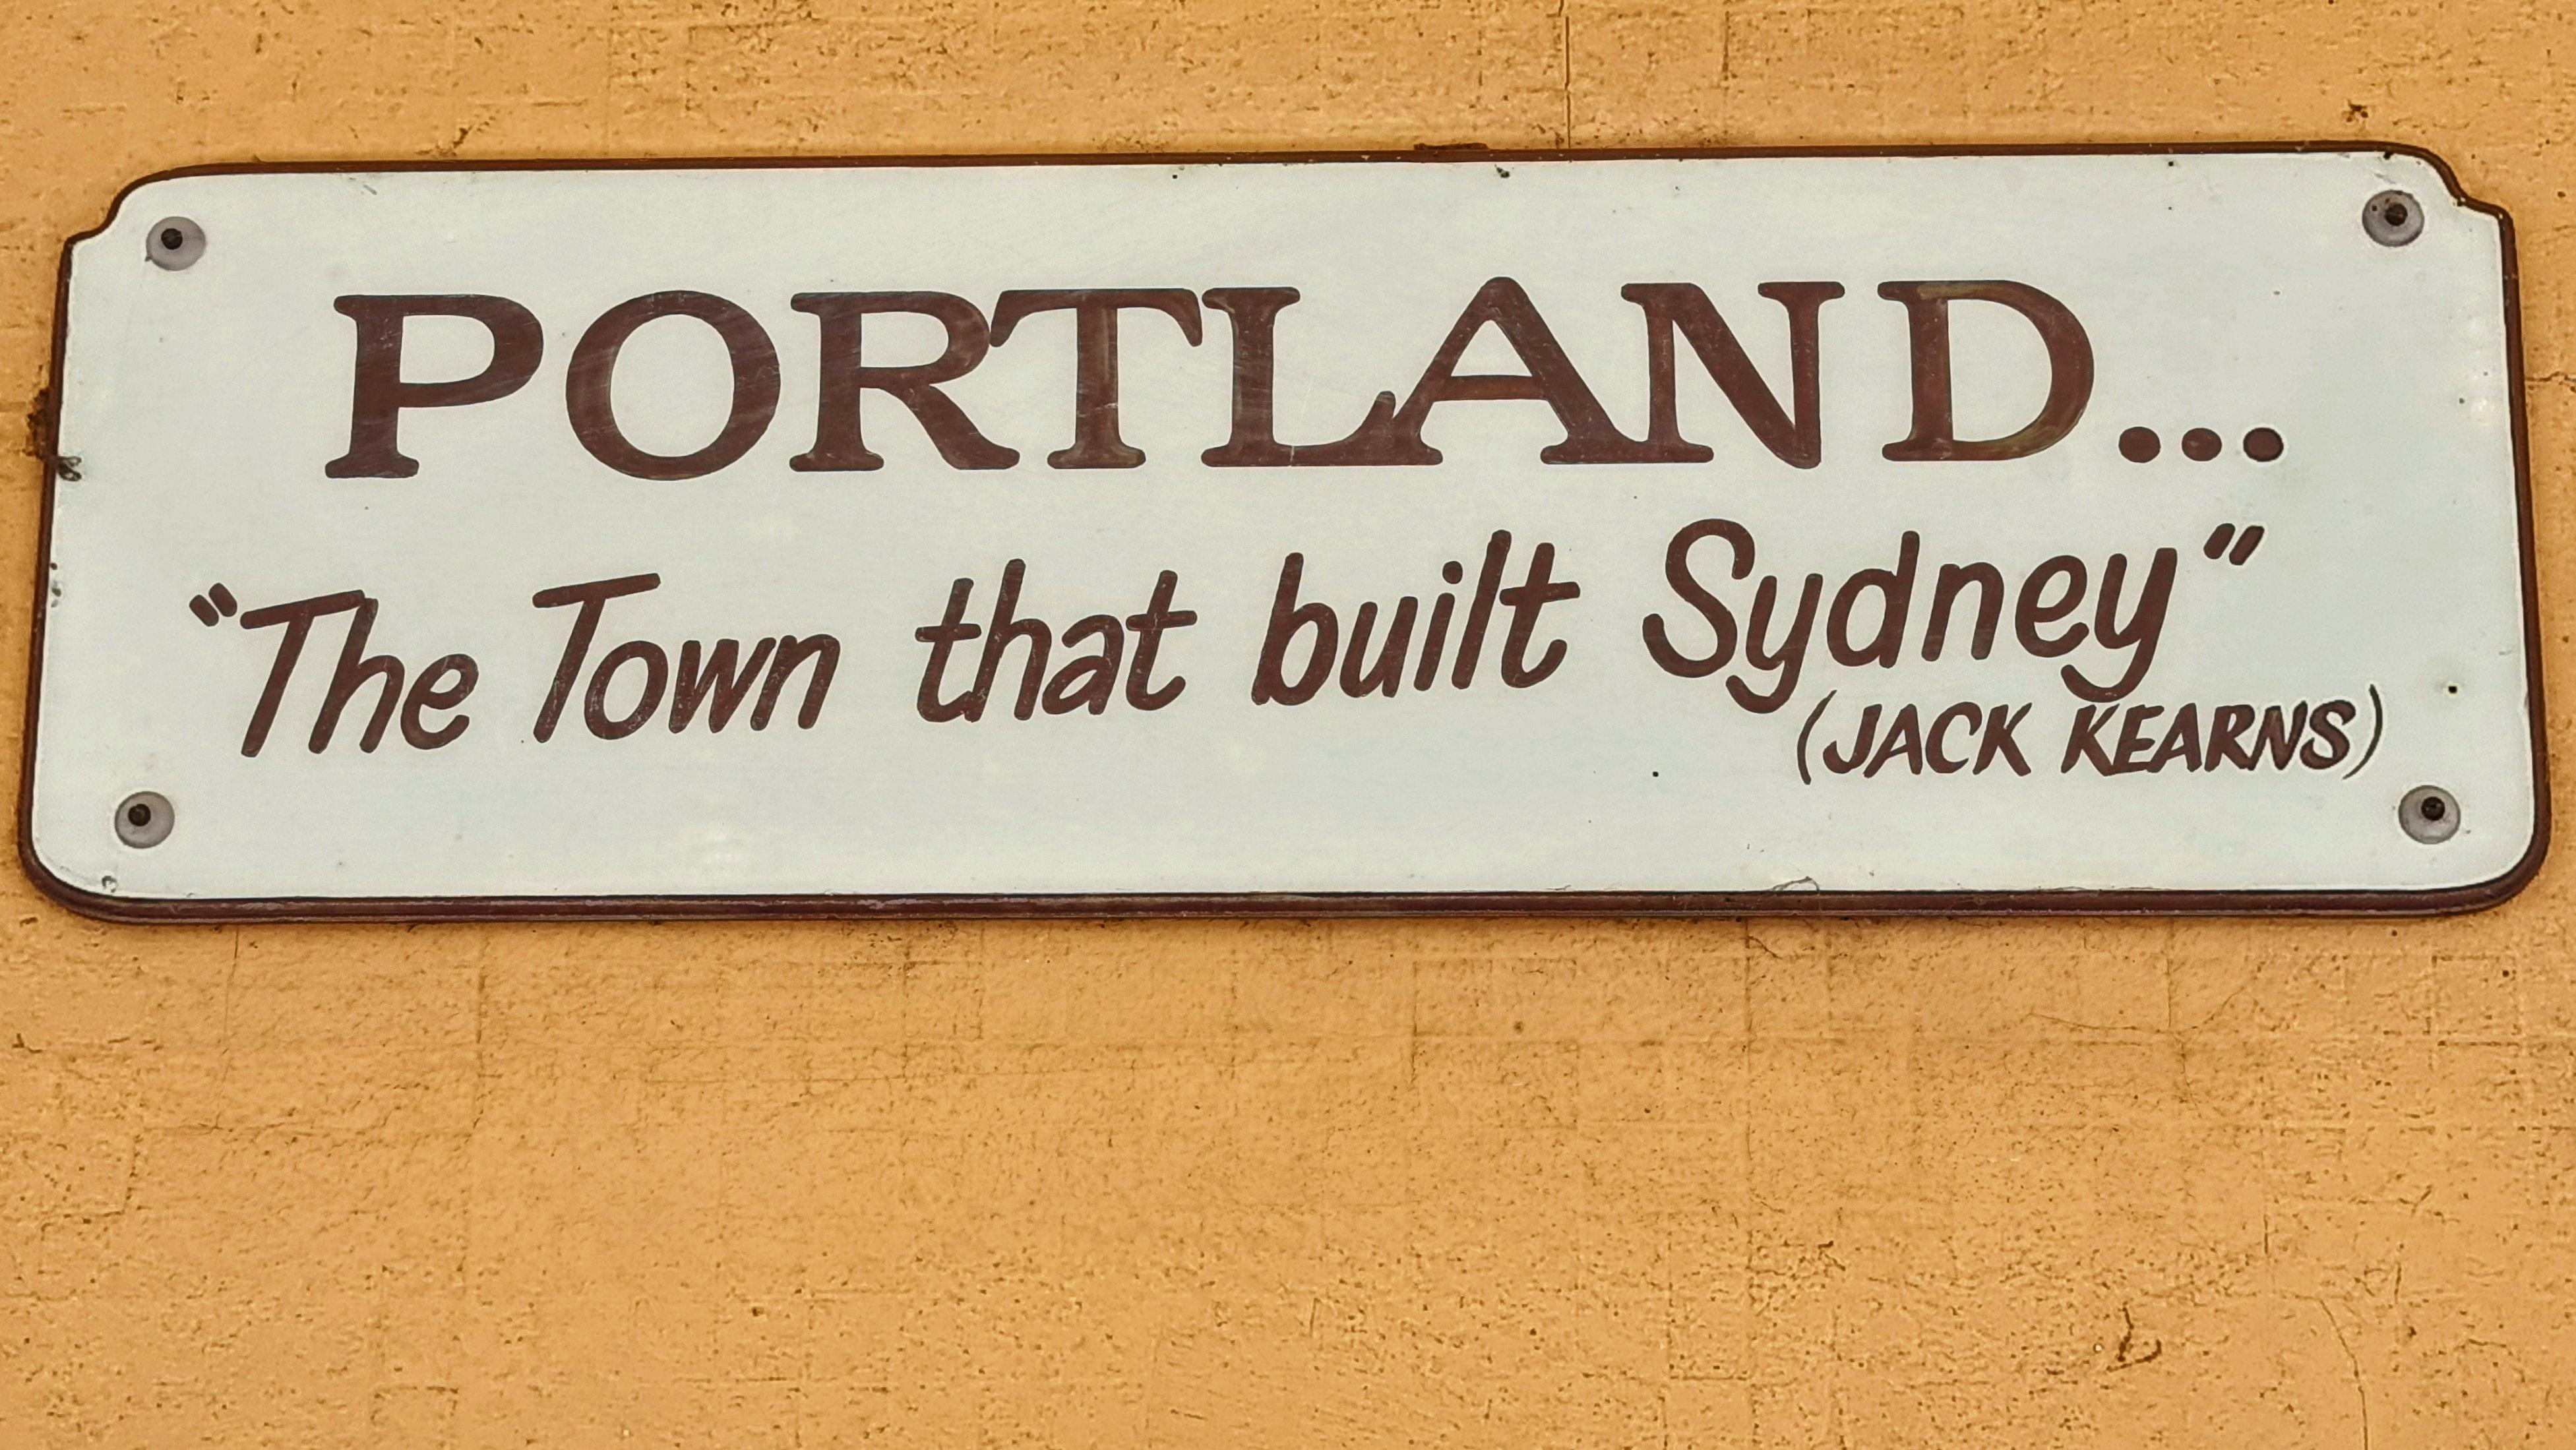 PORTLAND...
"The Town that built Sydney"
(JACK KEARNS)